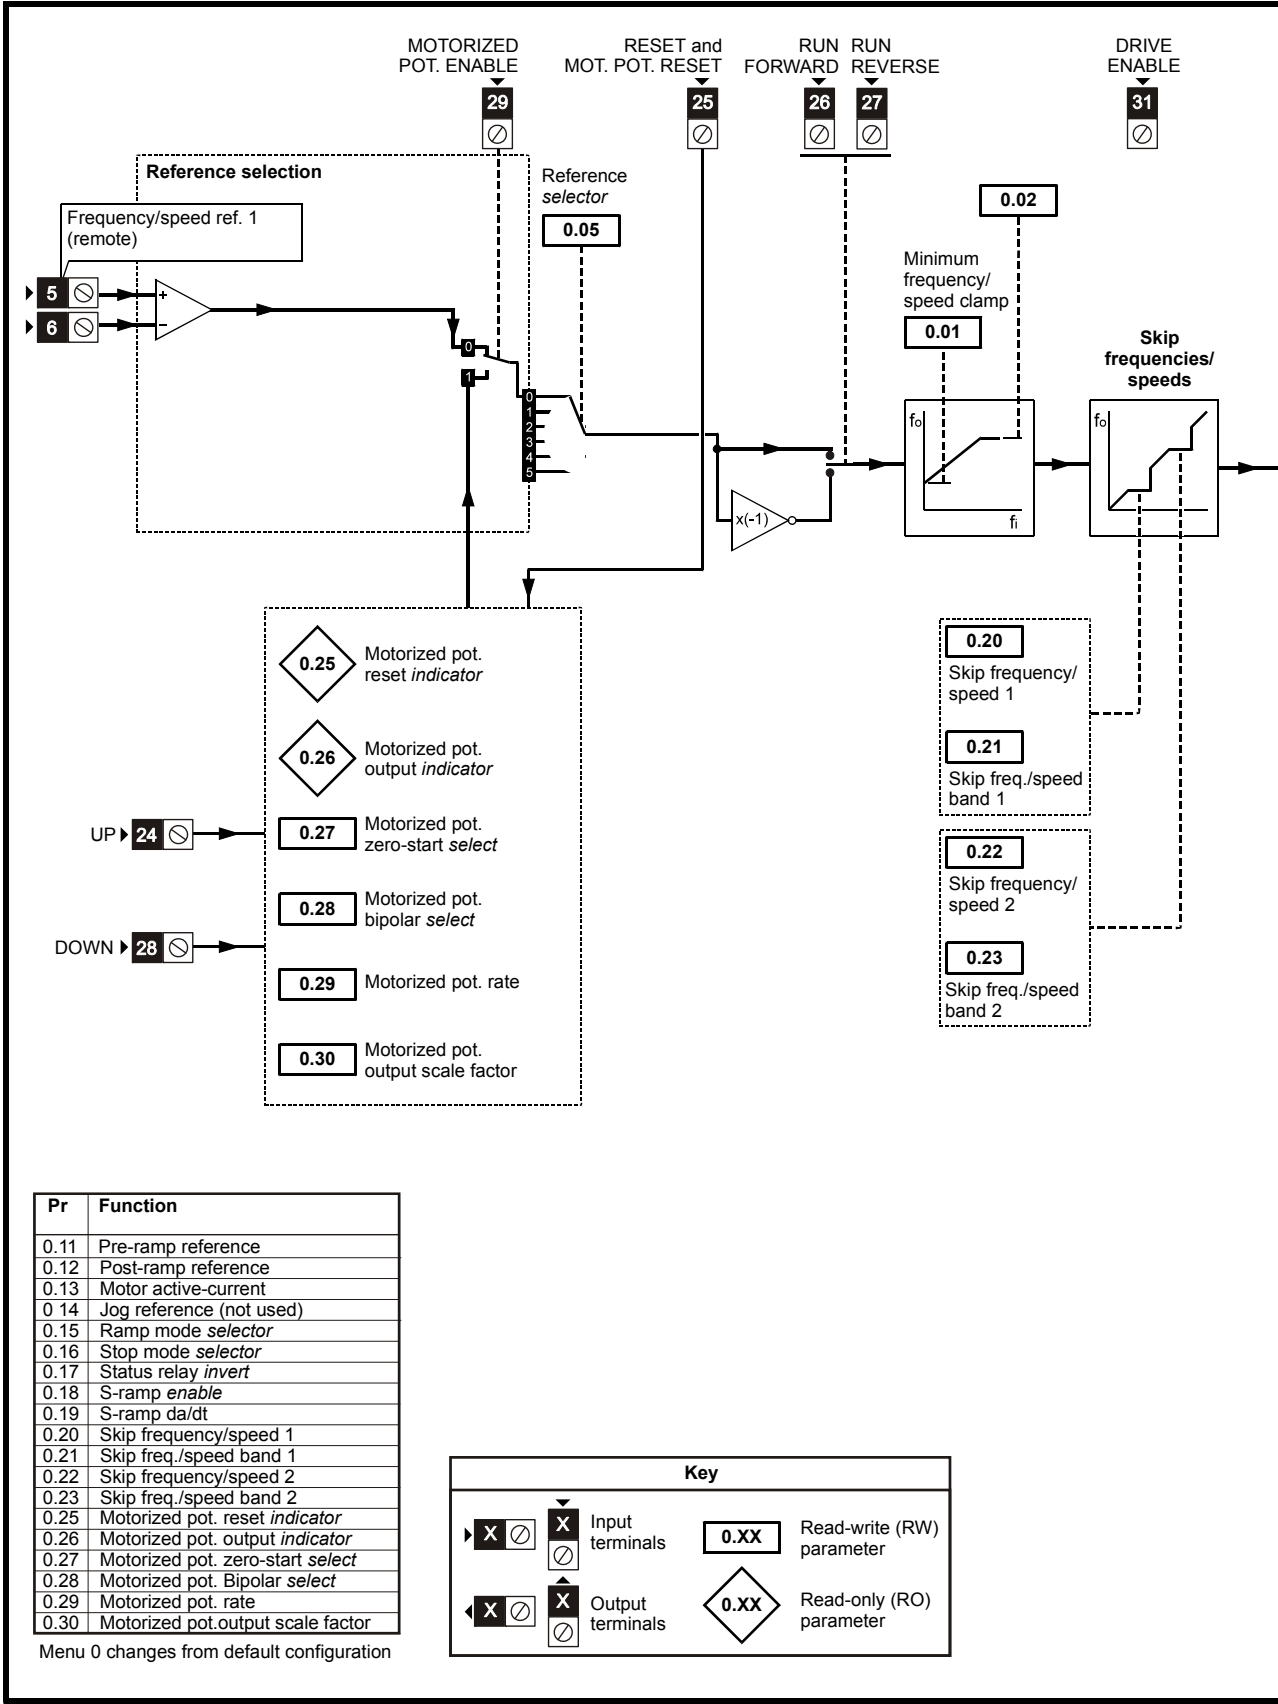 MOTORIZED
POT. ENABLE
29
RESET and
MOT. POT. RESET
25
RUN
FORWARD
26
RUN
REVERSE
27
DRIVE
ENABLE
31
Reference selection
Frequency/speed ref. 1
(remote)
5
6
+
−
0
1
0
1
2
3
4
5
Reference
selector
0.05
x(-1)
0.02
Minimum
frequency/
speed clamp
0.01
fo
fi
Skip
frequencies/
speeds
fo
0.25
Motorized pot.
reset indicator
0.26
Motorized pot.
output indicator
UP 24
0.27
Motorized pot.
zero-start select
0.28
Motorized pot.
bipolar select
DOWN 28
0.29
Motorized pot. rate
0.30
Motorized pot.
output scale factor
0.20
Skip frequency/
speed 1
0.21
Skip freq./speed
band 1
0.22
Skip frequency/
speed 2
0.23
Skip freq./speed
band 2
Pr Function
0.11 Pre-ramp reference
0.12 Post-ramp reference
0.13 Motor active-current
0 14 Jog reference (not used)
0.15 Ramp mode selector
0.16 Stop mode selector
0.17 Status relay invert
0.18 S-ramp enable
0.19 S-ramp da/dt
0.20 Skip frequency/speed 1
0.21 Skip freq./speed band 1
0.22 Skip frequency/speed 2
0.23 Skip freq./speed band 2
0.25 Motorized pot. reset indicator
0.26 Motorized pot. output indicator
0.27 Motorized pot. zero-start select
0.28 Motorized pot. Bipolar select
0.29 Motorized pot. rate
0.30 Motorized pot.output scale factor
Menu 0 changes from default configuration
Key
X
X
Input
terminals
0.XX
Read-write (RW)
parameter
X
X
Output
terminals
0.XX
Read-only (RO)
parameter